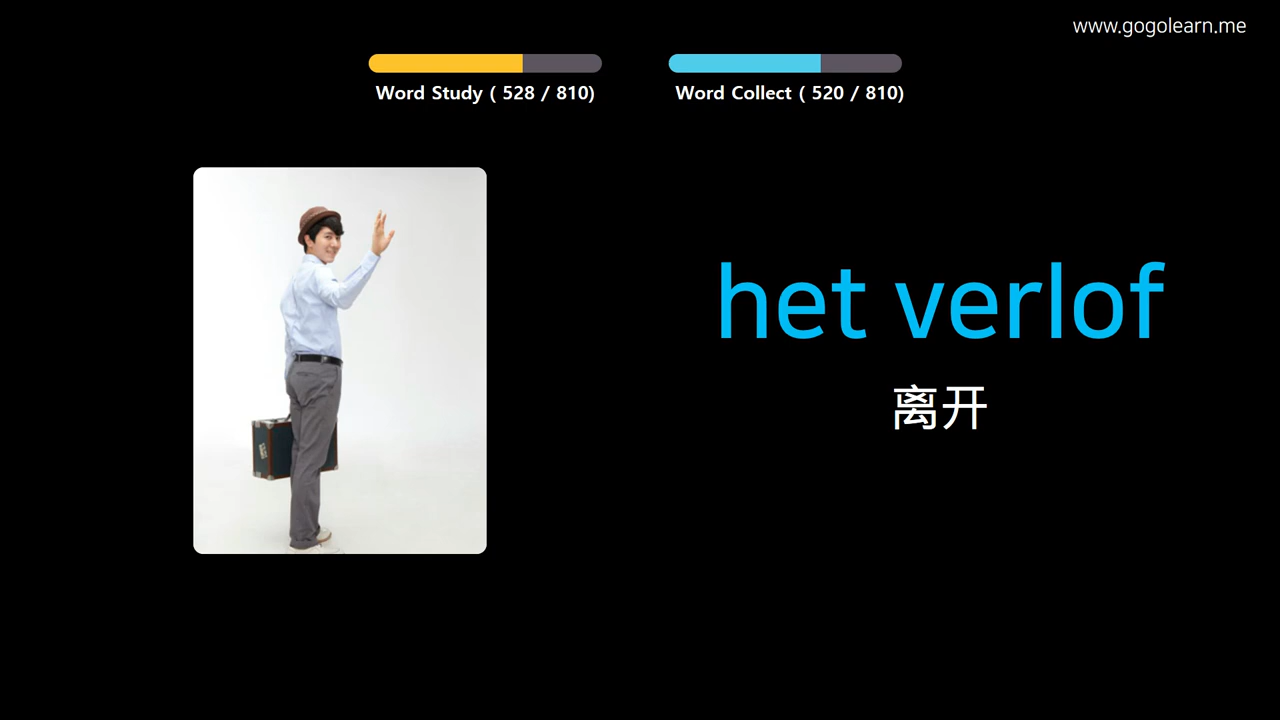 www.gogolearn.me
Word Study ( 528 / 810)
Word Collect ( 520 / 810)
het verlof
离开